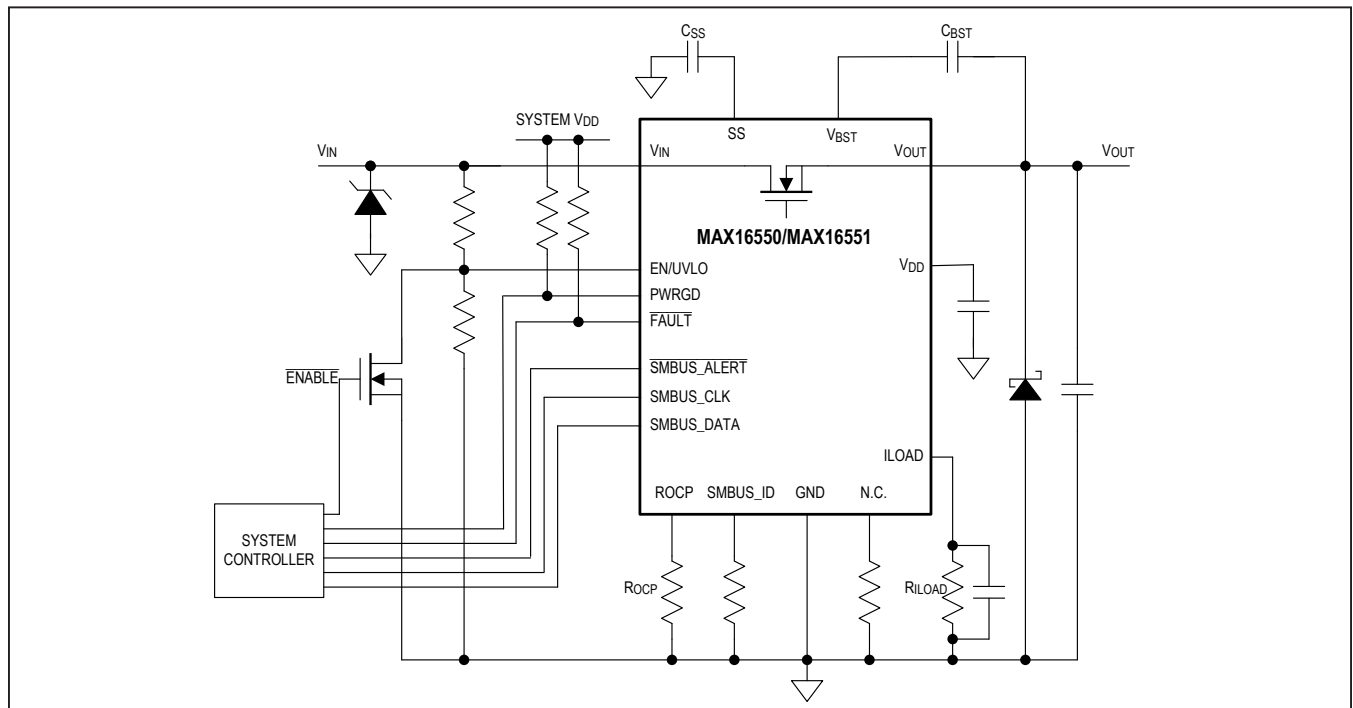 CSS
CBST
SYSTEM VDD
SS
VBST
VIN
VIN
VOUT
VOUT
MAX16550/MAX16551
EN/UVLO
VDD
PWRGD
FAULT
SMBUS_ALERT
ENABLE
SMBUS_CLK
SMBUS_DATA
ILOAD
ROCP
SMBUS_ID
GND
N.C.
SYSTEM
CONTROLLER
ROCP
RILOAD